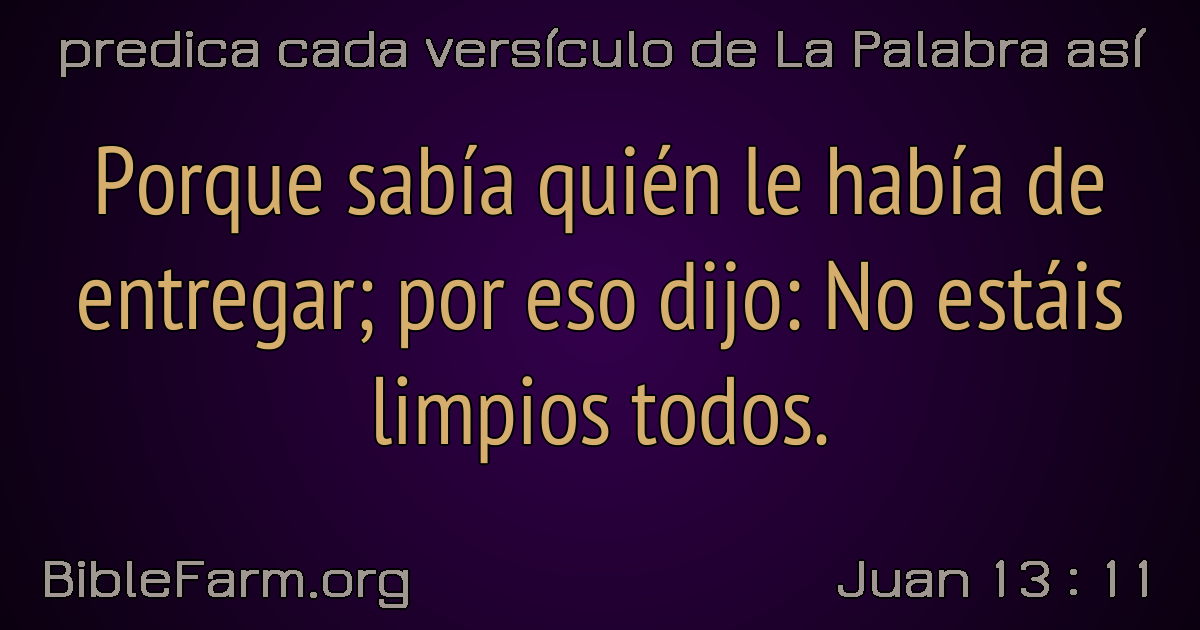 predica cada versículo de La Palabra así
Porque sabía quién le había de
entregar; por eso dijo: No estáis
limpios todos.
BibleFarm.org
Juan 13 : 11